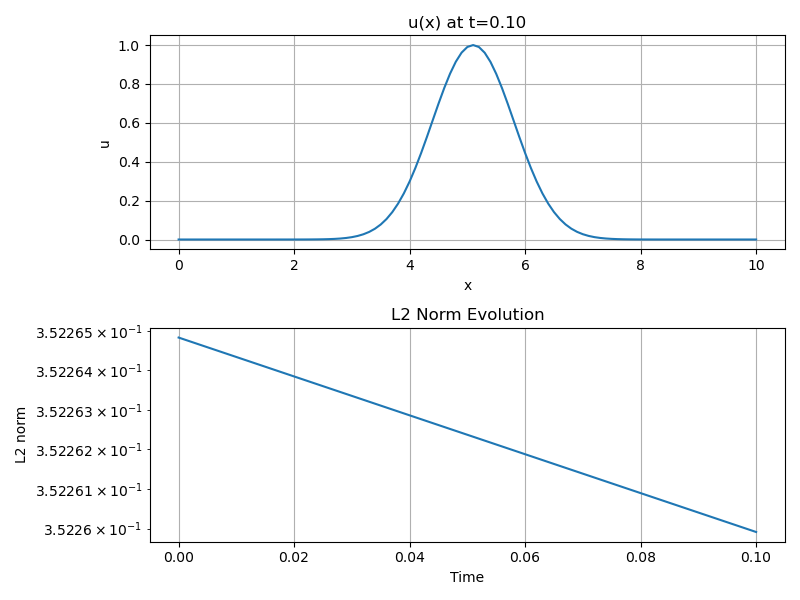 u(x) at t=0.10
1.0
0.8
0.6
0.4
0.2
0.0
u
0 2 4 6 8 10
x
L2 Norm Evolution
3.52265 × 10⁻¹
3.52264 × 10⁻¹
3.52263 × 10⁻¹
3.52262 × 10⁻¹
3.52261 × 10⁻¹
3.5226 × 10⁻¹
L2 norm
0.00 0.02 0.04 0.06 0.08 0.10
Time